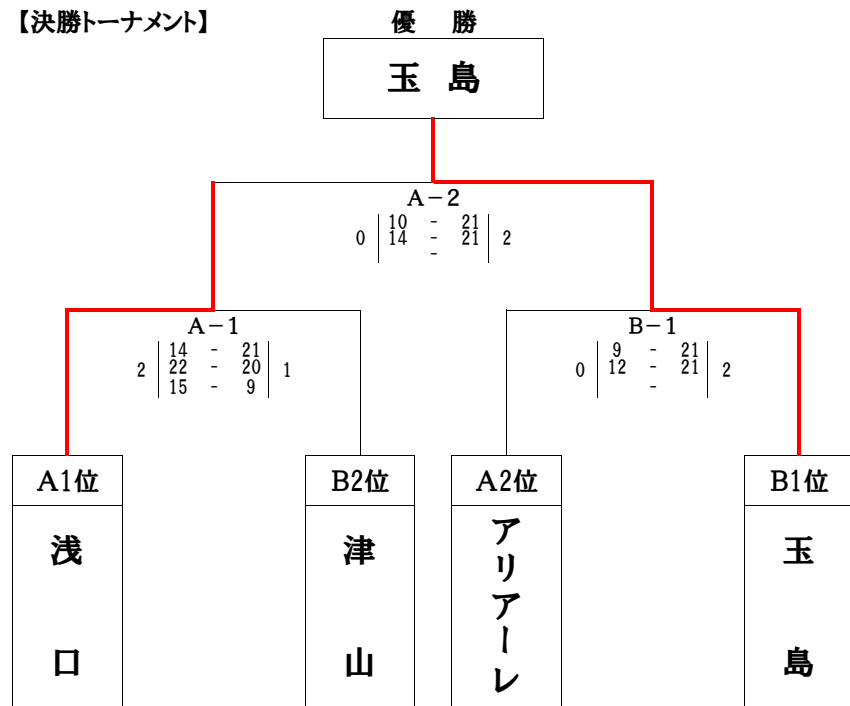 【決勝トーナメント】
優 勝
玉 島
A－2
0 10 - 21 2
14 - 21
-
A－1
2 14 - 21 1
22 - 20
15 - 9
B－1
0 9 - 21 2
12 - 21
-
A1位 B2位 A2位 B1位
浅口
津山
アリアーレ
玉島